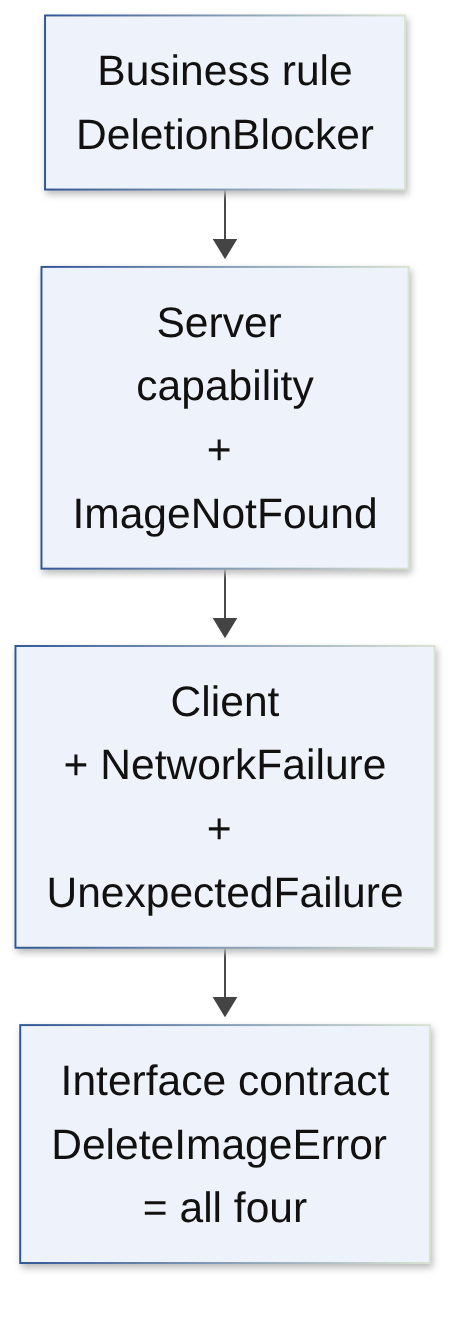 Business rule
DeletionBlocker
Server
capability
+
ImageNotFound
Client
+ NetworkFailure
+
UnexpectedFailure
Interface contract
DeleteImageError
= all four